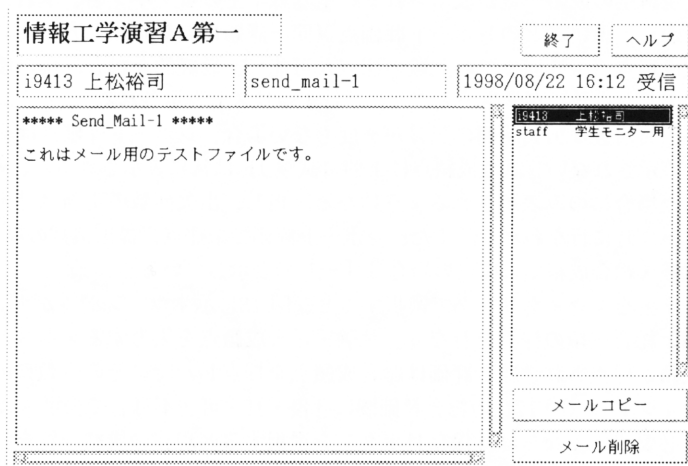 情報工学演習A第一
終了
ヘルプ
i9413 上松裕司
send_mail-1
1998/08/22 16:12 受信
***** Send_Mail-1 *****
これはメール用のテストファイルです。
i9413 上松裕司
staff 学生モニター用
メールコピー
メール削除